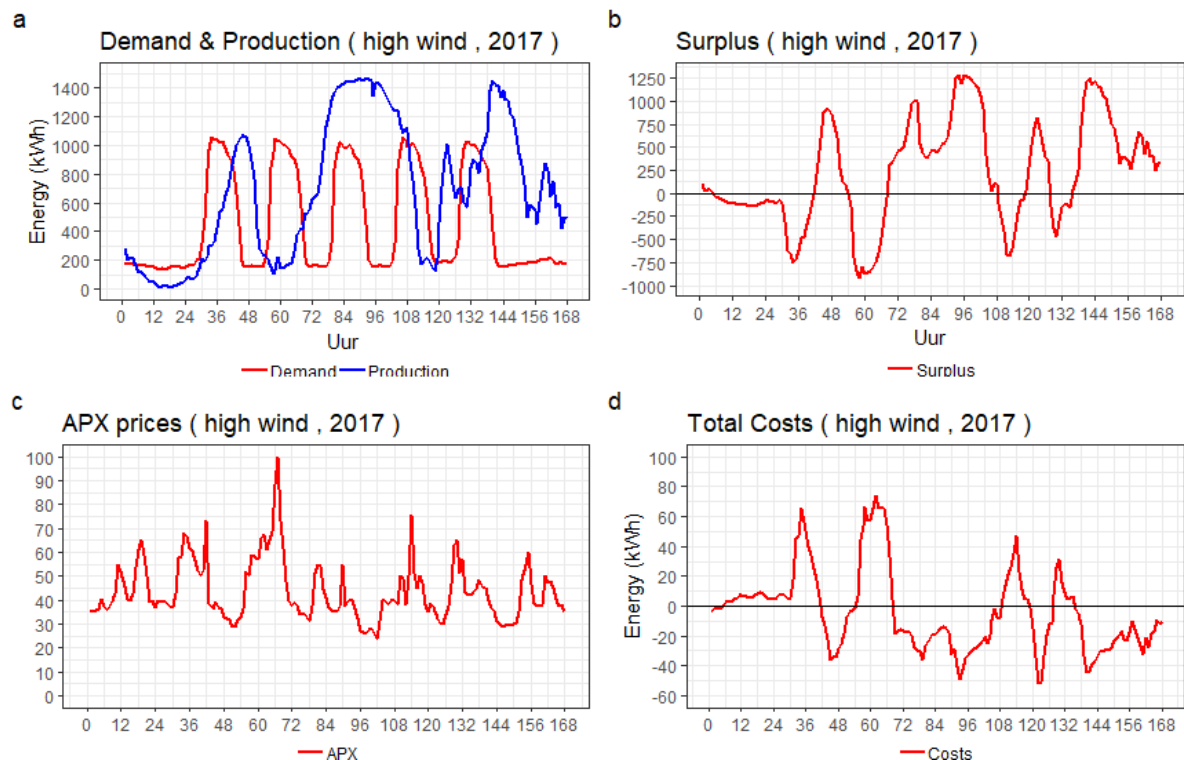 a
Demand & Production ( high wind , 2017 )
Energy (kWh)
1400
1200
1000
800
600
400
200
0
0 12 24 36 48 60 72 84 96 108 120 132 144 156 168
Uur
Demand Production
b
Surplus ( high wind , 2017 )
1250
1000
750
500
250
0
-250
-500
-750
-1000
0 12 24 36 48 60 72 84 96 108 120 132 144 156 168
Uur
Surplus
c
APX prices ( high wind , 2017 )
100
90
80
70
60
50
40
30
20
10
0
0 12 24 36 48 60 72 84 96 108 120 132 144 156 168
APX
d
Total Costs ( high wind , 2017 )
Energy (kWh)
100
80
60
40
20
0
-20
-40
-60
0 12 24 36 48 60 72 84 96 108 120 132 144 156 168
Costs